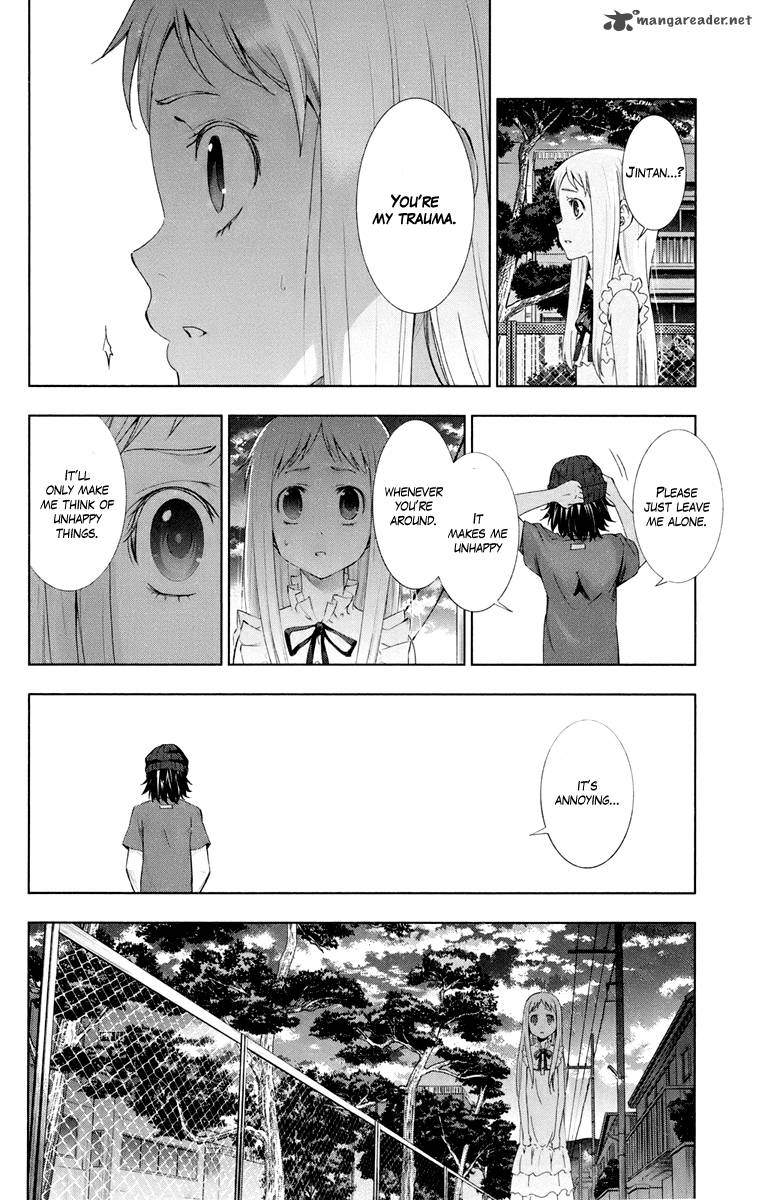 mangareader.net
JINTAN...?
YOU'RE
MY TRAUMA.
PLEASE
JUST LEAVE
ME ALONE.
IT
MAKES ME
UNHAPPY
WHENEVER
YOU'RE
AROUND.
IT'LL
ONLY MAKE
ME THINK OF
UNHAPPY
THINGS.
IT'S
ANNOYING...